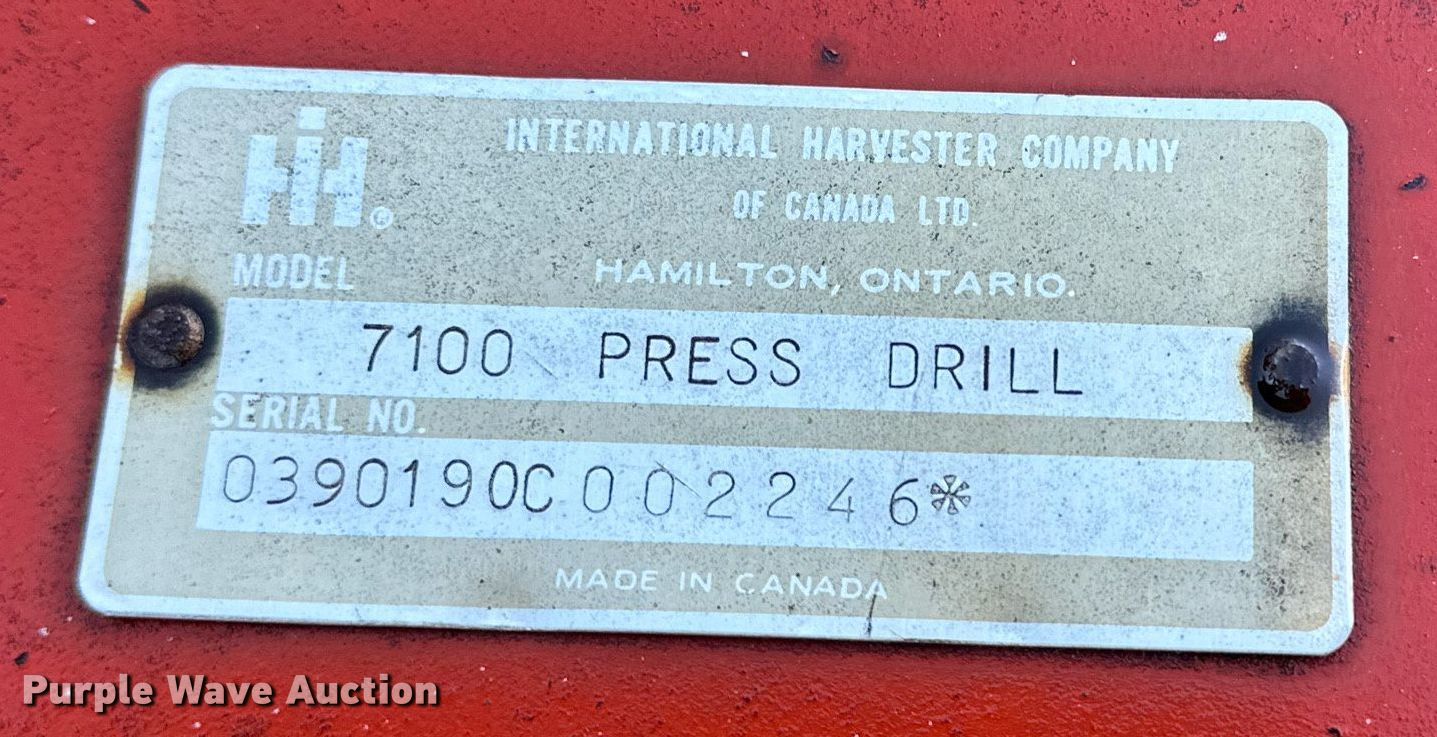 IH®
INTERNATIONAL HARVESTER COMPANY
OF CANADA LTD.
MODEL
HAMILTON, ONTARIO.
7100 PRESS DRILL
SERIAL NO.
0390190C002246*
MADE IN CANADA
Purple Wave Auction